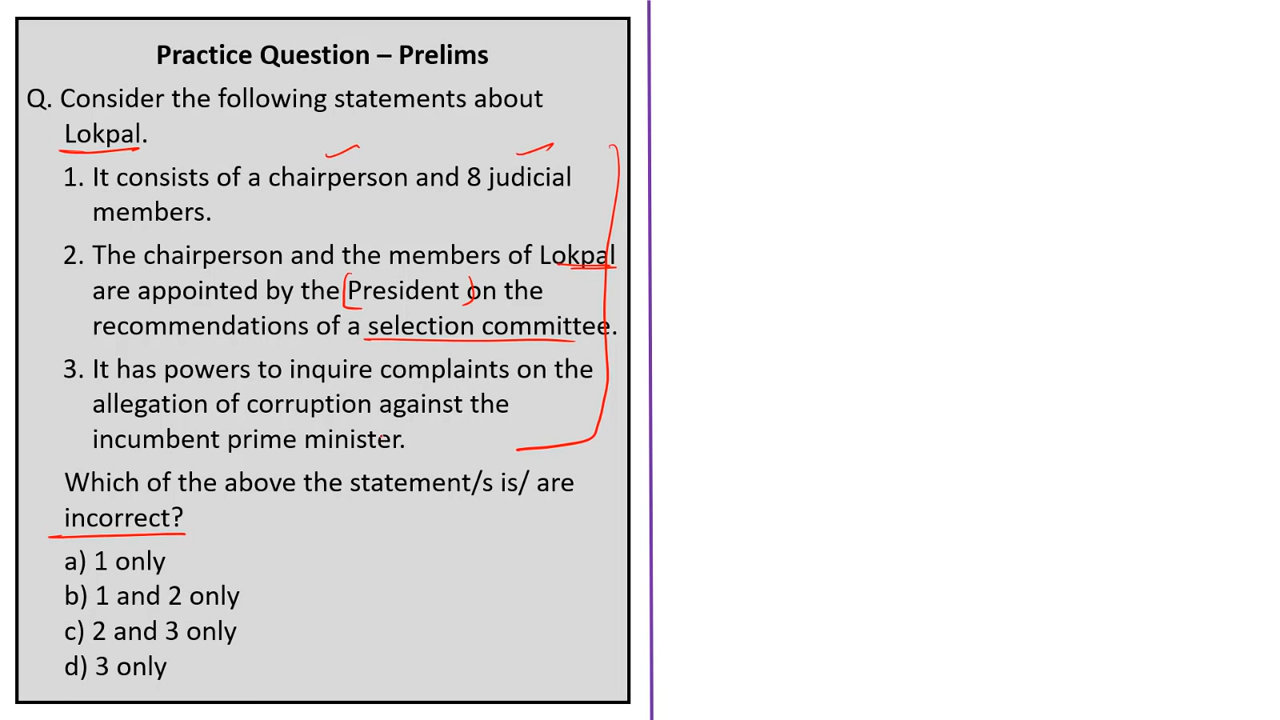 Practice Question – Prelims
Q. Consider the following statements about
Lokpal.
1. It consists of a chairperson and 8 judicial
members.
2. The chairperson and the members of Lokpal
are appointed by the President on the
recommendations of a selection committee.
3. It has powers to inquire complaints on the
allegation of corruption against the
incumbent prime minister.
Which of the above the statement/s is/ are
incorrect?
a) 1 only
b) 1 and 2 only
c) 2 and 3 only
d) 3 only